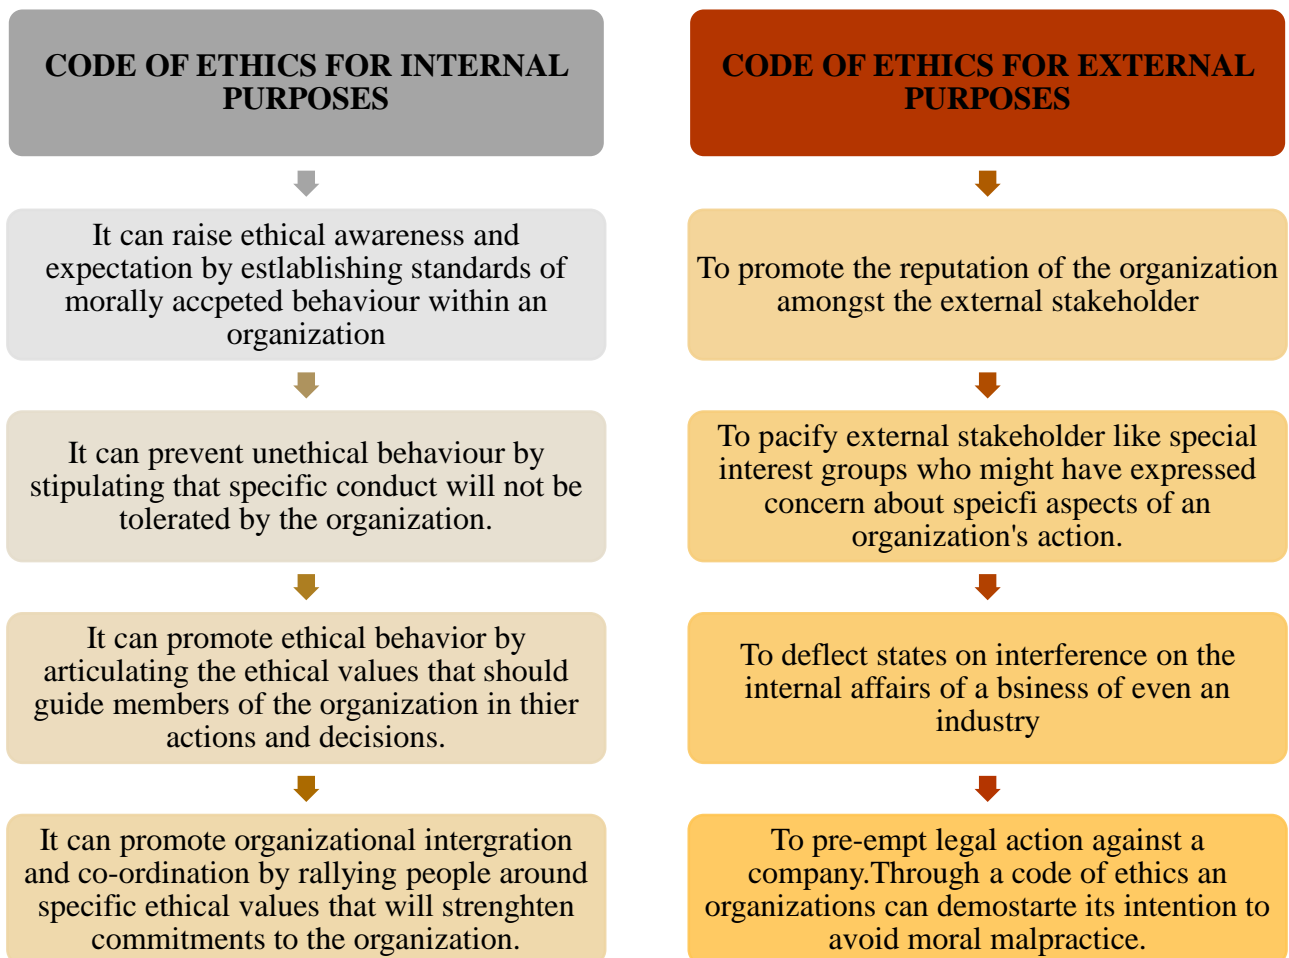 CODE OF ETHICS FOR INTERNAL
PURPOSES
It can raise ethical awareness and
expectation by estlablishing standards of
morally accpeted behaviour within an
organization
It can prevent unethical behaviour by
stipulating that specific conduct will not be
tolerated by the organization.
It can promote ethical behavior by
articulating the ethical values that should
guide members of the organization in thier
actions and decisions.
It can promote organizational intergration
and co-ordination by rallying people around
specific ethical values that will strenghten
commitments to the organization.
CODE OF ETHICS FOR EXTERNAL
PURPOSES
To promote the reputation of the organization
amongst the external stakeholder
To pacify external stakeholder like special
interest groups who might have expressed
concern about speicfi aspects of an
organization's action.
To deflect states on interference on the
internal affairs of a bsiness of even an
industry
To pre-empt legal action against a
company.Through a code of ethics an
organizations can demostarte its intention to
avoid moral malpractice.